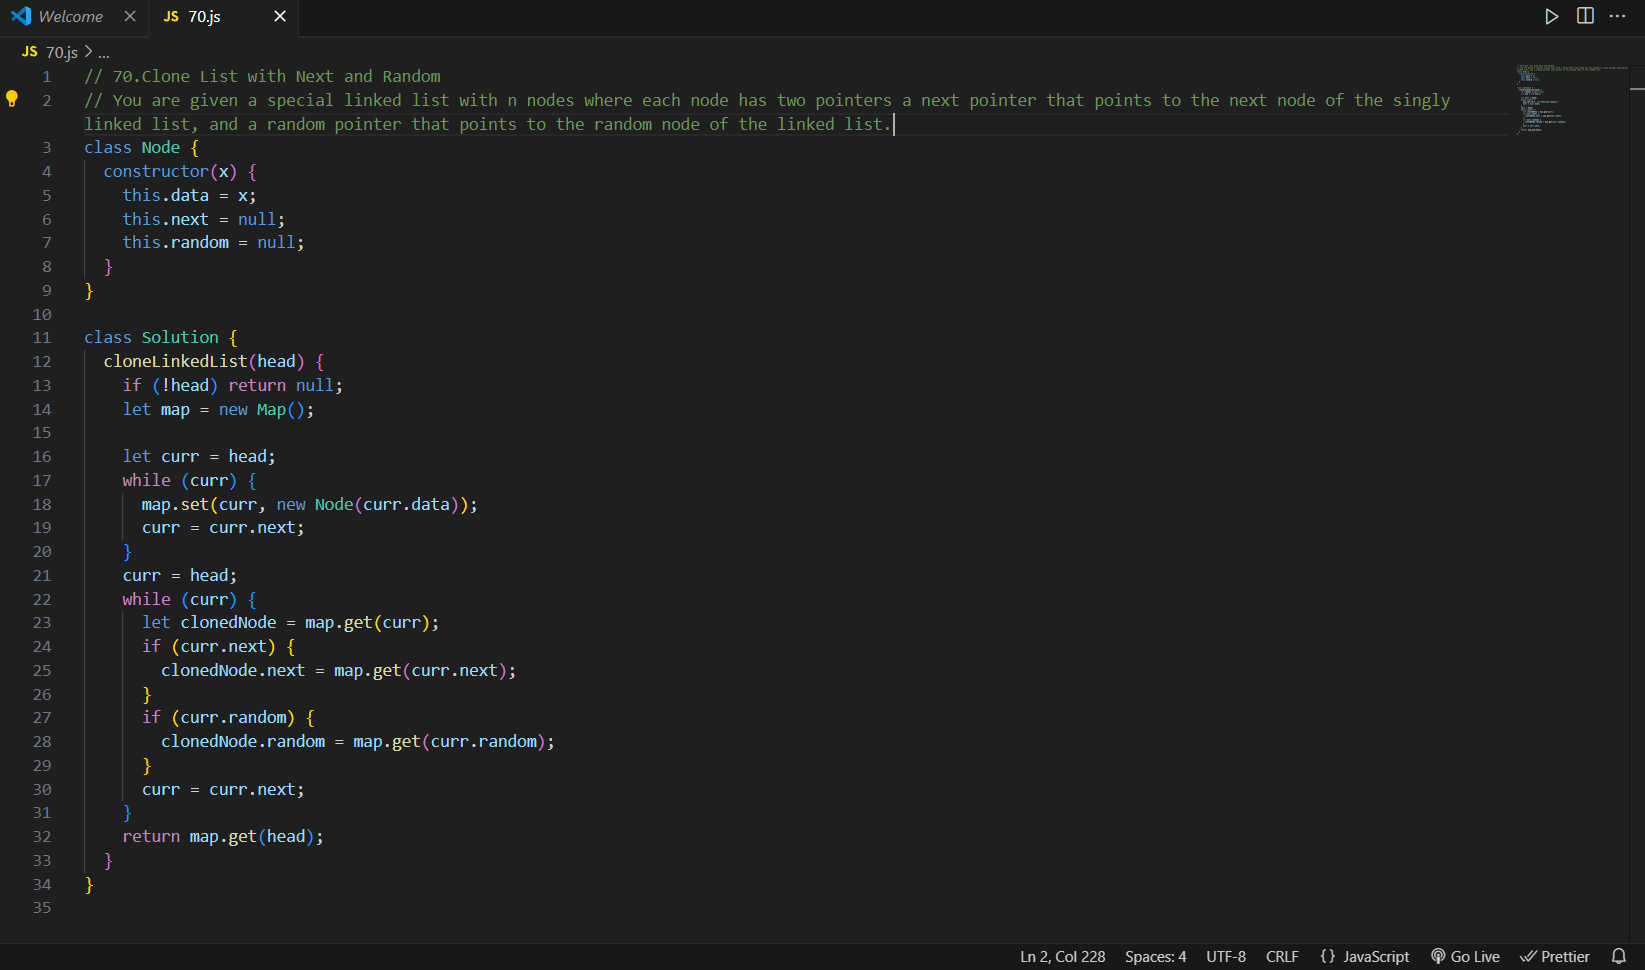 Welcome
JS 70.js
JS 70.js > ...
1 // 70.Clone List with Next and Random
2 // You are given a special linked list with n nodes where each node has two pointers a next pointer that points to the next node of the singly
linked list, and a random pointer that points to the random node of the linked list.
3 class Node {
4   constructor(x) {
5     this.data = x;
6     this.next = null;
7     this.random = null;
8   }
9 }
10
11 class Solution {
12   cloneLinkedList(head) {
13     if (!head) return null;
14     let map = new Map();
15
16     let curr = head;
17     while (curr) {
18       map.set(curr, new Node(curr.data));
19       curr = curr.next;
20     }
21     curr = head;
22     while (curr) {
23       let clonedNode = map.get(curr);
24       if (curr.next) {
25         clonedNode.next = map.get(curr.next);
26       }
27       if (curr.random) {
28         clonedNode.random = map.get(curr.random);
29       }
30       curr = curr.next;
31     }
32     return map.get(head);
33   }
34 }
35
Ln 2, Col 228 Spaces: 4 UTF-8 CRLF {} JavaScript Go Live Prettier